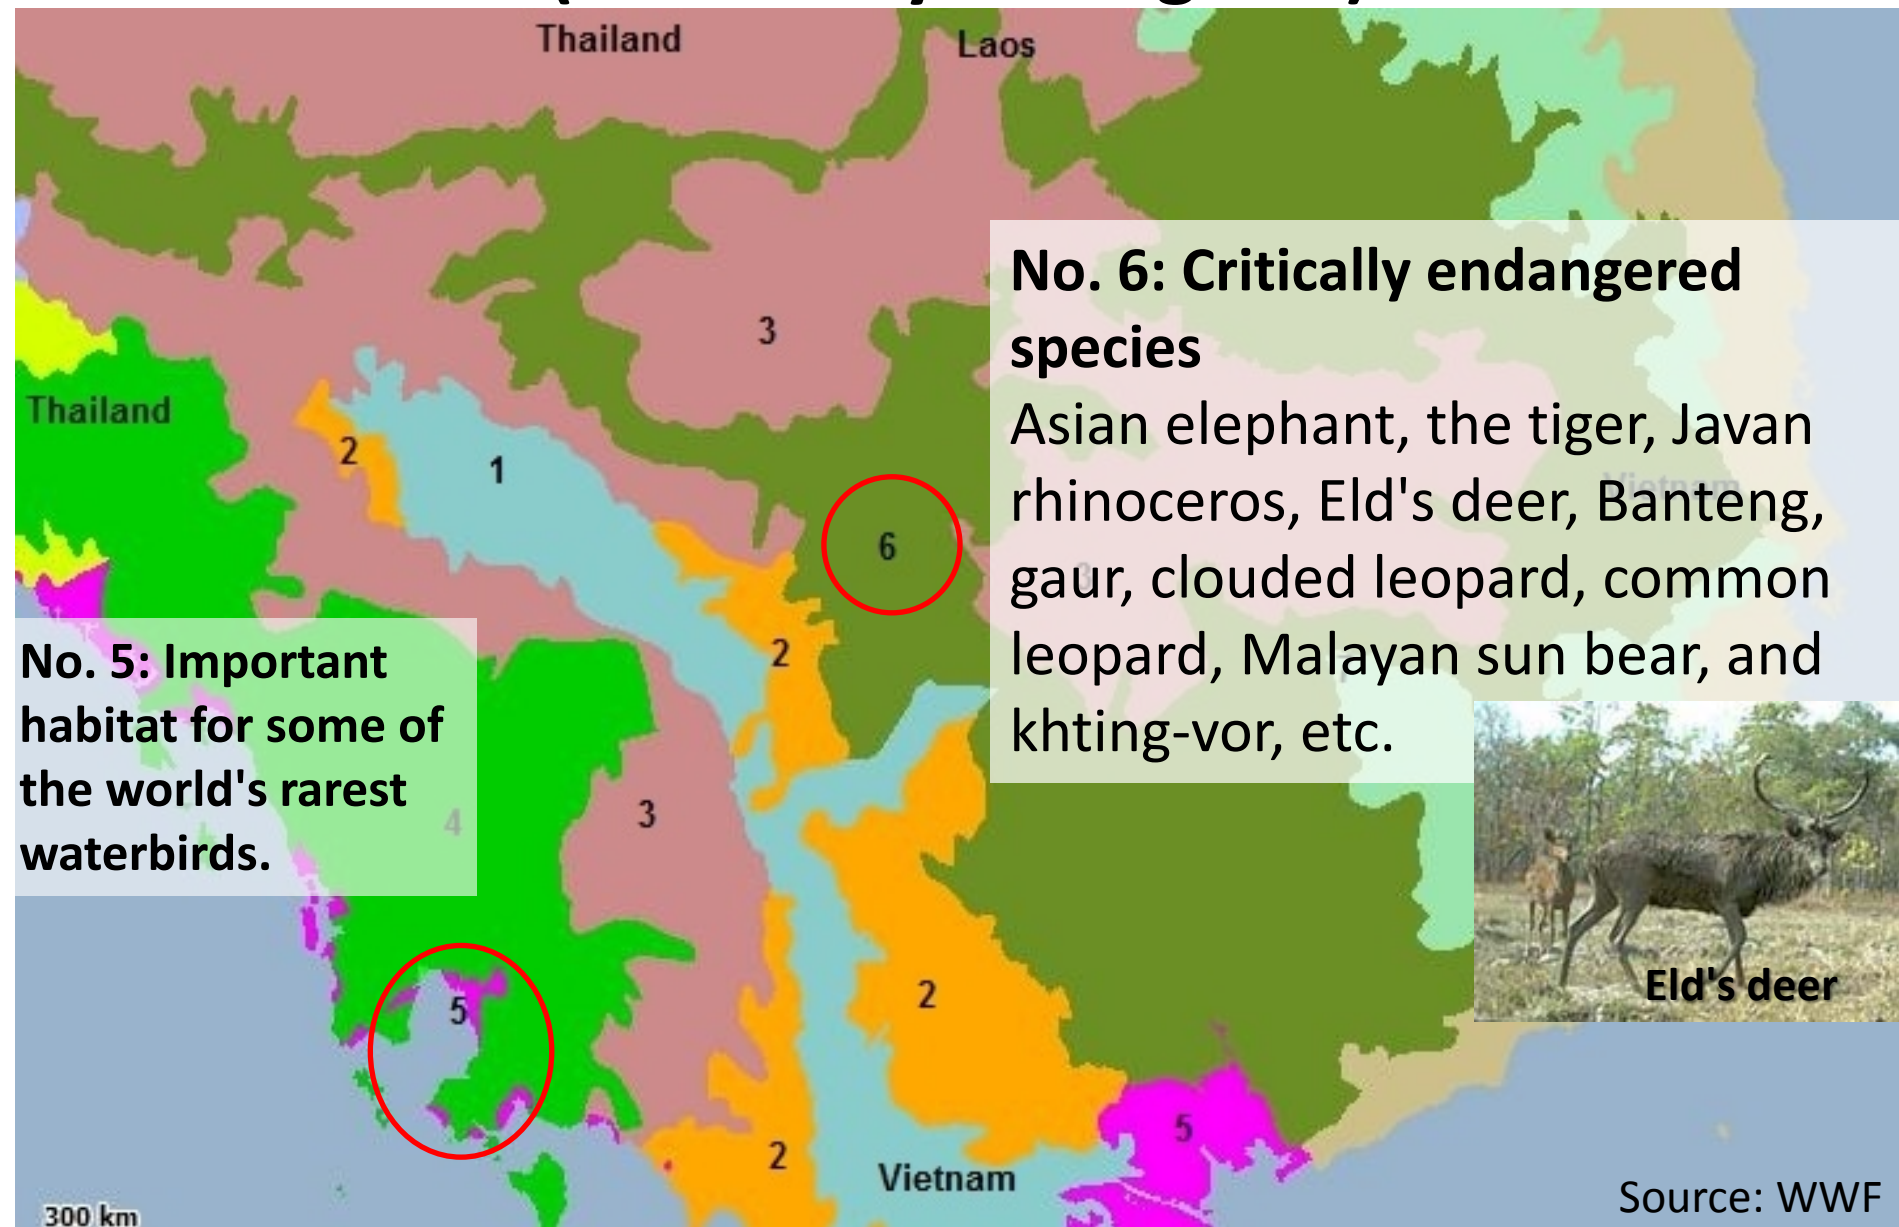 Thailand
Laos
No. 6: Critically endangered
species
Asian elephant, the tiger, Javan
rhinoceros, Eld's deer, Banteng,
gaur, clouded leopard, common
leopard, Malayan sun bear, and
khting-vor, etc.
3
Thailand
2
1
Vietnam
6
3
2
No. 5: Important
habitat for some of
the world's rarest
waterbirds.
4
3
Eld's deer
2
5
5
2
Vietnam
Source: WWF
300 km